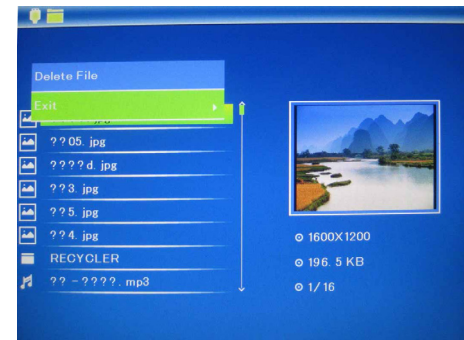 Delete File
Exit
?? 05. jpg
???? d. jpg
?? 3. jpg
?? 5. jpg
?? 4. jpg
RECYCLER
?? - ????. mp3
1600X1200
196. 5 KB
1/ 16